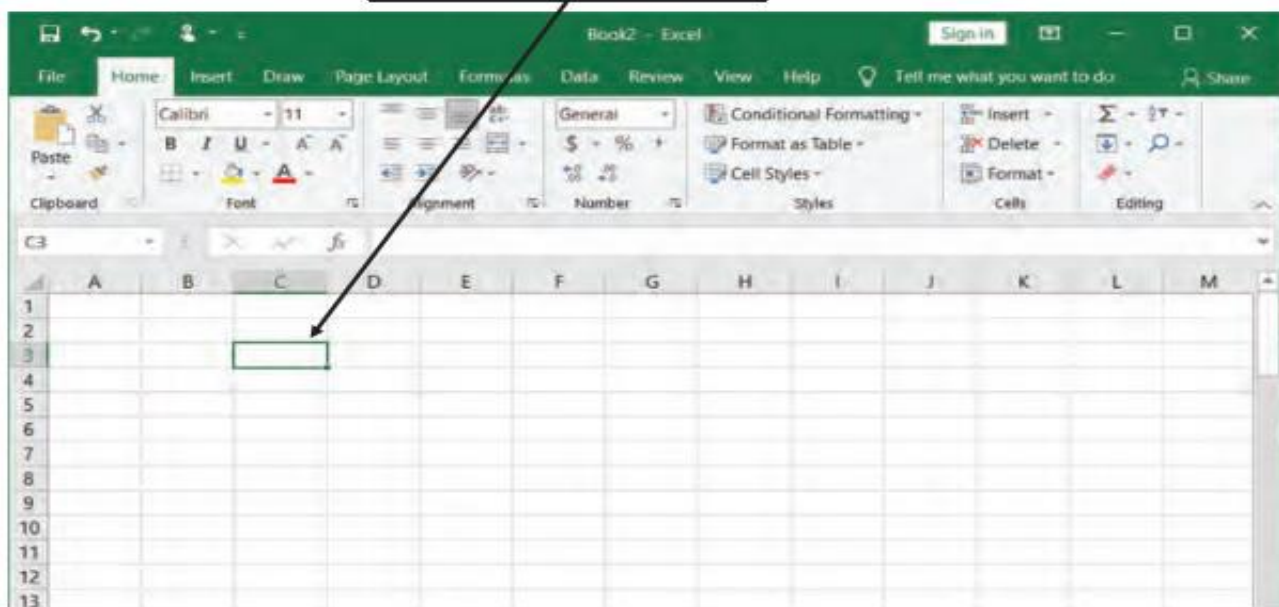 Book2 - Excel
Sign in
File Home Insert Draw Page Layout Formulas Data Review View Help Tell me what you want to do Share
Calibri 11 General Conditional Formatting Insert
Paste B I U A A $ % Format as Table Delete
A Cell Styles Format
Clipboard Font Alignment Number Styles Cells Editing
C3 fx
A B C D E F G H I J K L M
1
2
3
4
5
6
7
8
9
10
11
12
13